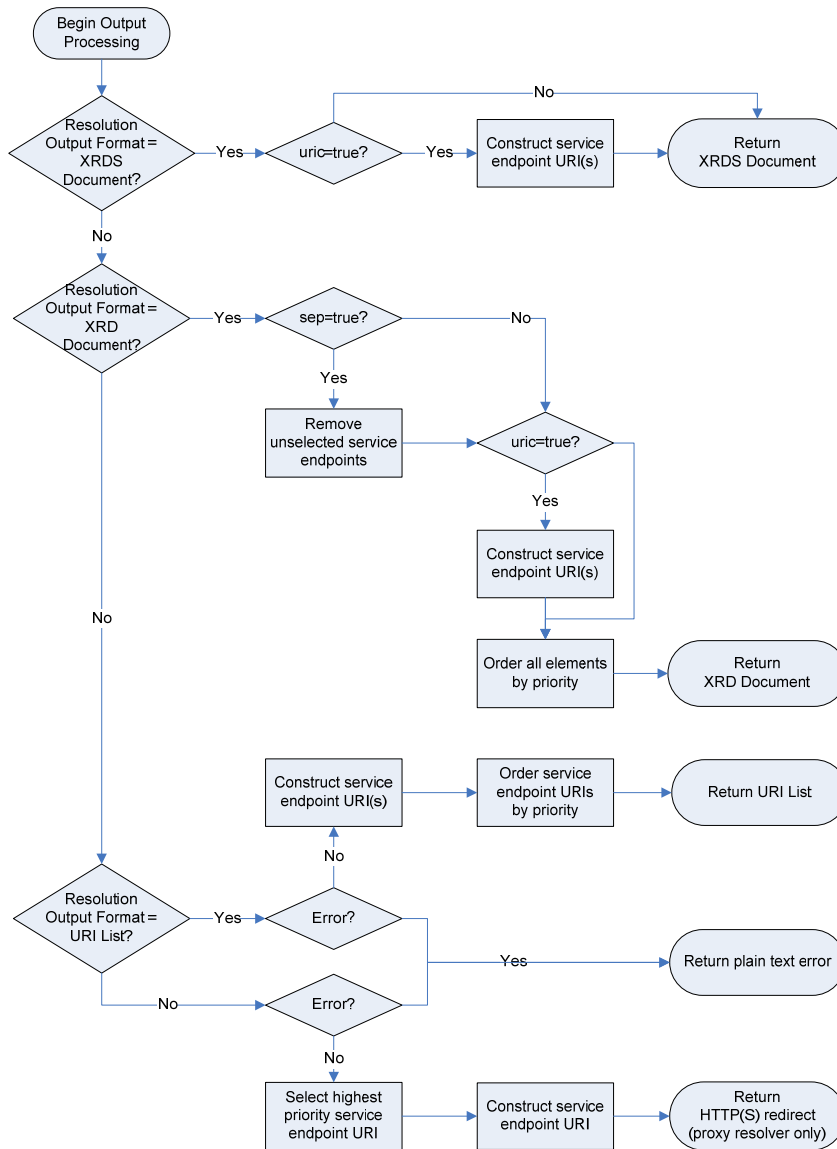 Begin Output
Processing
No
Resolution
Output Format =
XRDS
Document?
Yes
uric=true?
Yes
Construct service
endpoint URI(s)
Return
XRDS Document
No
Resolution
Output Format =
XRD
Document?
Yes
sep=true?
No
Yes
Remove
unselected service
endpoints
uric=true?
Yes
Construct service
endpoint URI(s)
No
Order all elements
by priority
Return
XRD Document
Construct service
endpoint URI(s)
Order service
endpoint URIs
by priority
Return URI List
No
Resolution
Output Format =
URI List?
Yes
Error?
Yes
Return plain text error
No
Error?
No
Select highest
priority service
endpoint URI
Construct service
endpoint URI
Return
HTTP(S) redirect
(proxy resolver only)